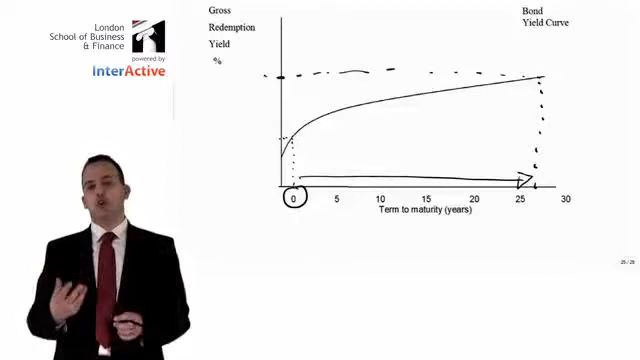 London
School of Business
& Finance
powered by
InterActive
Gross
Redemption
Yield
%
Bond
Yield Curve
0 5 10 15 20 25 30
Term to maturity (years)